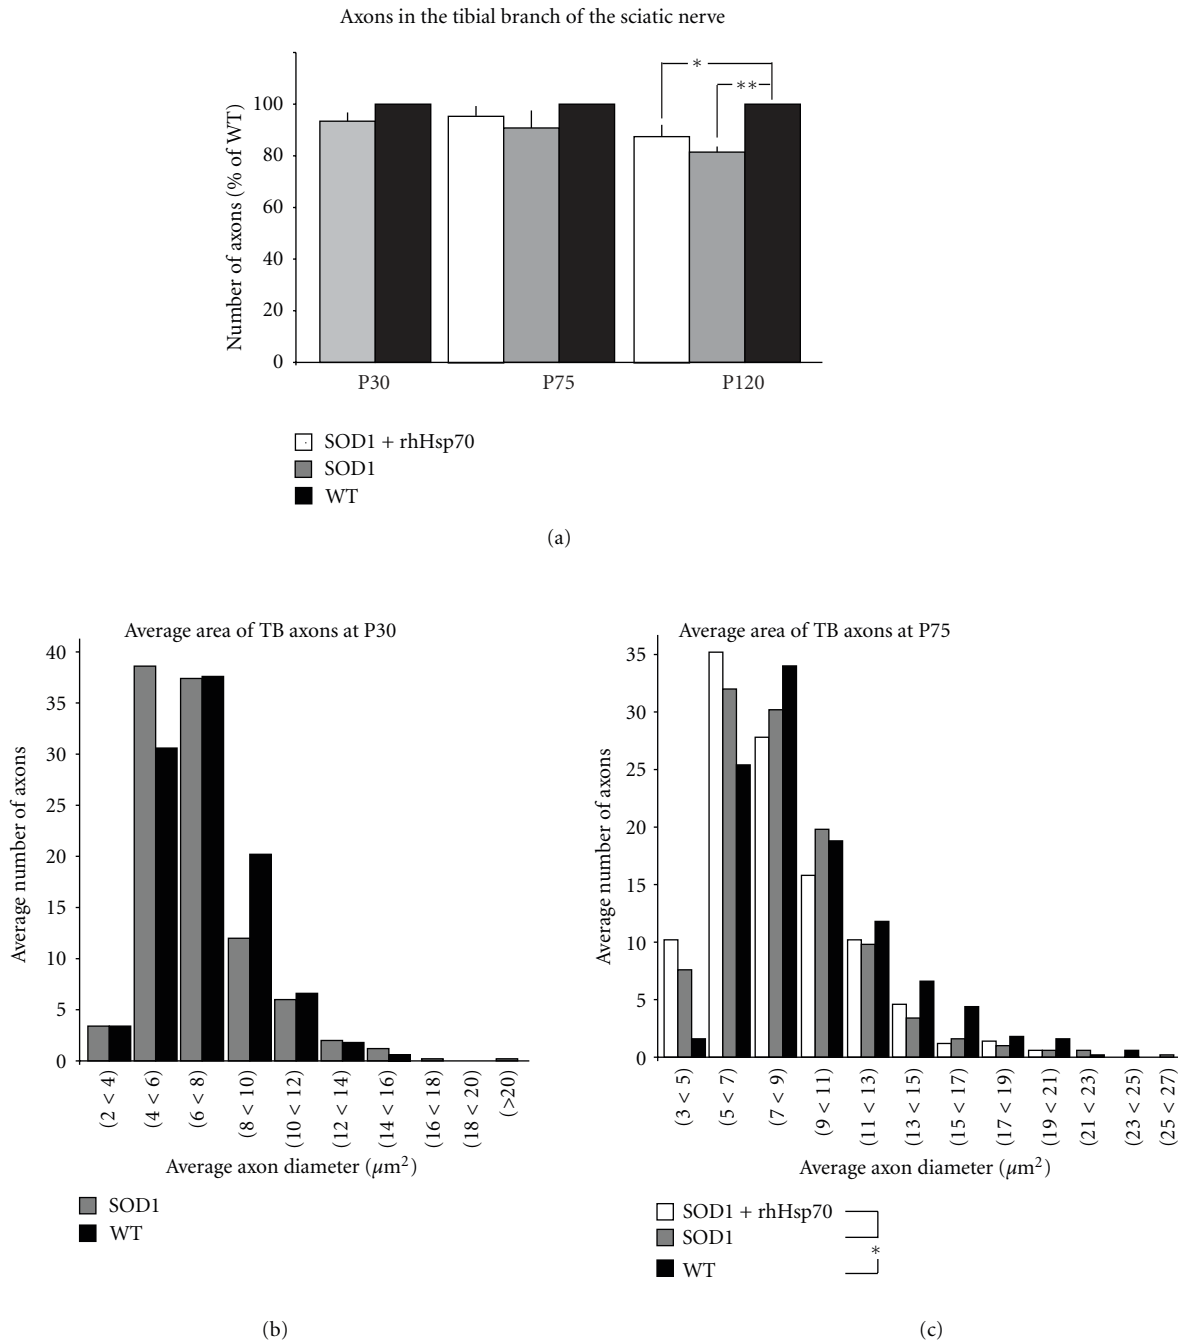 Axons in the tibial branch of the sciatic nerve
Number of axons (% of WT)
100
80
60
40
20
0
* 
**
P30 P75 P120
SOD1 + rhHsp70
SOD1
WT
(a)
Average area of TB axons at P30
Average number of axons
40
35
30
25
20
15
10
5
0
(2 < 4) (4 < 6) (6 < 8) (8 < 10) (10 < 12) (12 < 14) (14 < 16) (16 < 18) (18 < 20) (>20)
Average axon diameter (μm²)
SOD1
WT
(b)
Average area of TB axons at P75
Average number of axons
35
30
25
20
15
10
5
0
(3 < 5) (5 < 7) (7 < 9) (9 < 11) (11 < 13) (13 < 15) (15 < 17) (17 < 19) (19 < 21) (21 < 23) (23 < 25) (25 < 27)
Average axon diameter (μm²)
SOD1 + rhHsp70
SOD1
*
WT
(c)